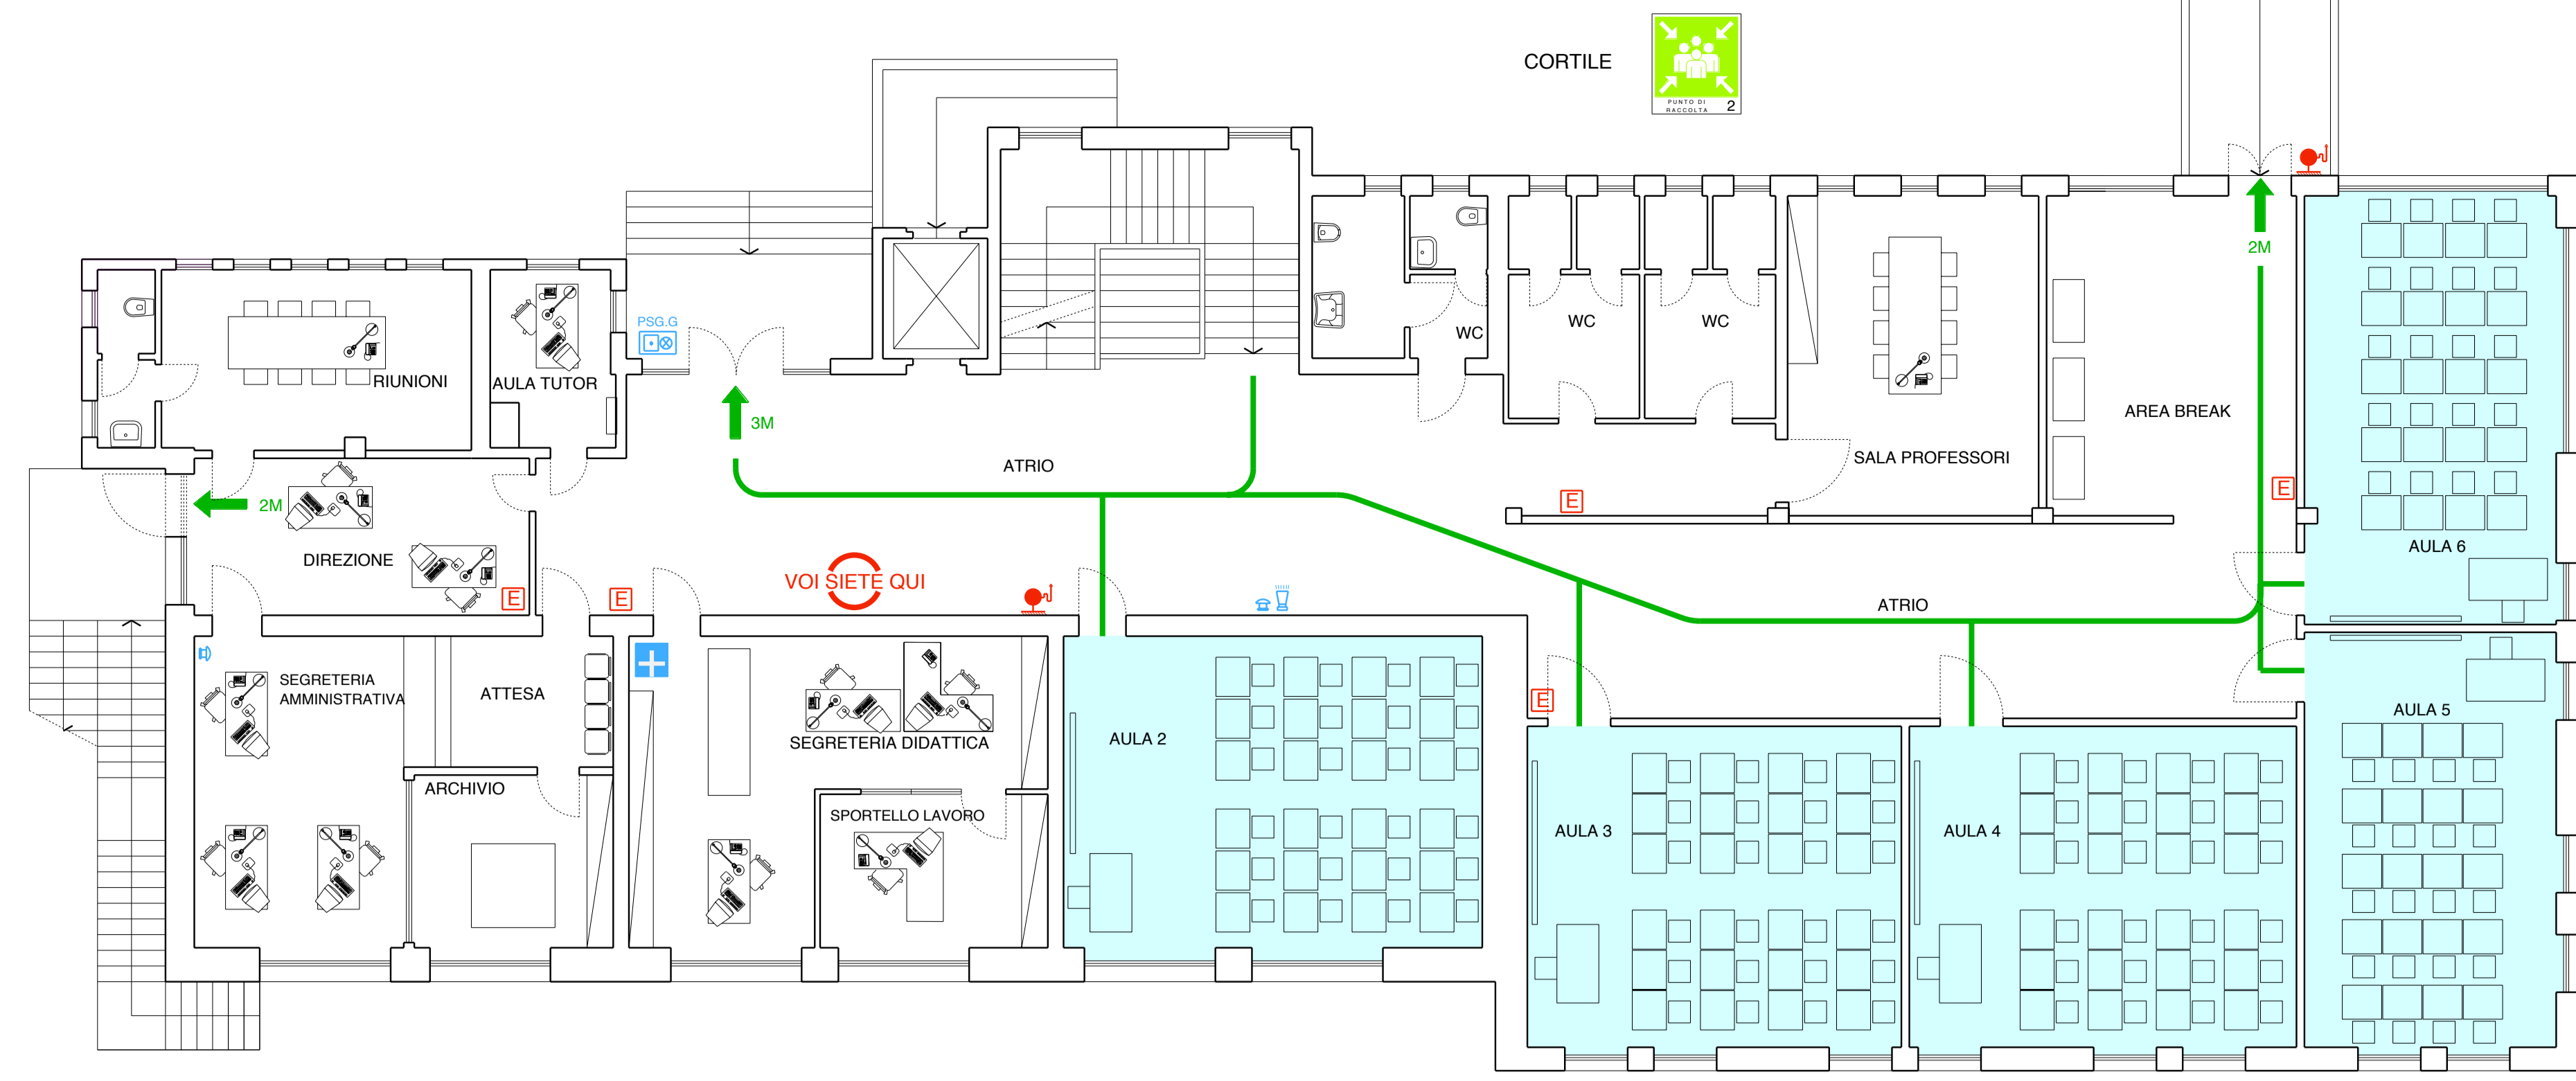 CORTILE
PUNTO DI
RACCOLTA
2
2M
PSG.G
WC
WC
WC
RIUNIONI
AULA TUTOR
3M
AREA BREAK
SALA PROFESSORI
ATRIO
E
E
2M
AULA 6
DIREZIONE
VOI SIETE QUI
E
E
ATRIO
SEGRETERIA
AMMINISTRATIVA
ATTESA
E
AULA 5
SEGRETERIA DIDATTICA
AULA 2
ARCHIVIO
SPORTELLO LAVORO
AULA 3
AULA 4